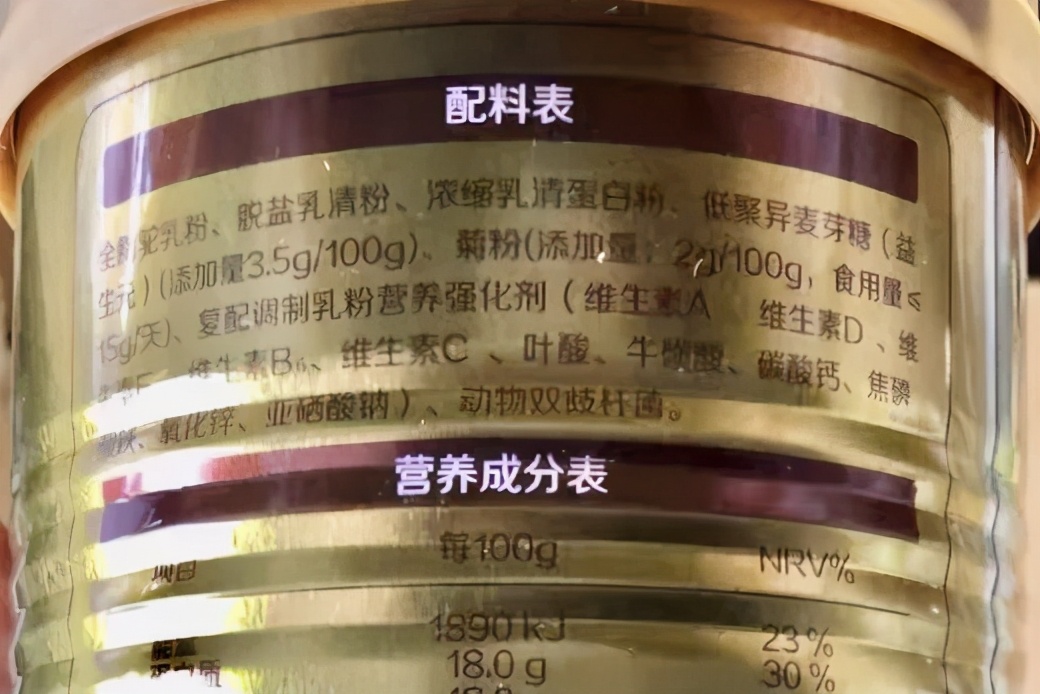 配料表
全脂驼乳粉、脱盐乳清粉、浓缩乳清蛋白粉、低聚异麦芽糖（益
生元）(添加量3.5g/100g)、菊粉(添加量：2g/100g，食用量≤
15g/天)、复配调制乳粉营养强化剂（维生素A 维生素D、维
维生素B、维生素C、叶酸、牛磺酸、碳酸钙、焦磷
酸铁、氧化锌、亚硒酸钠）、动物双歧杆菌。
营养成分表
项目 每100g NRV%
1890kJ 23%
蛋白质 18.0 g 30%